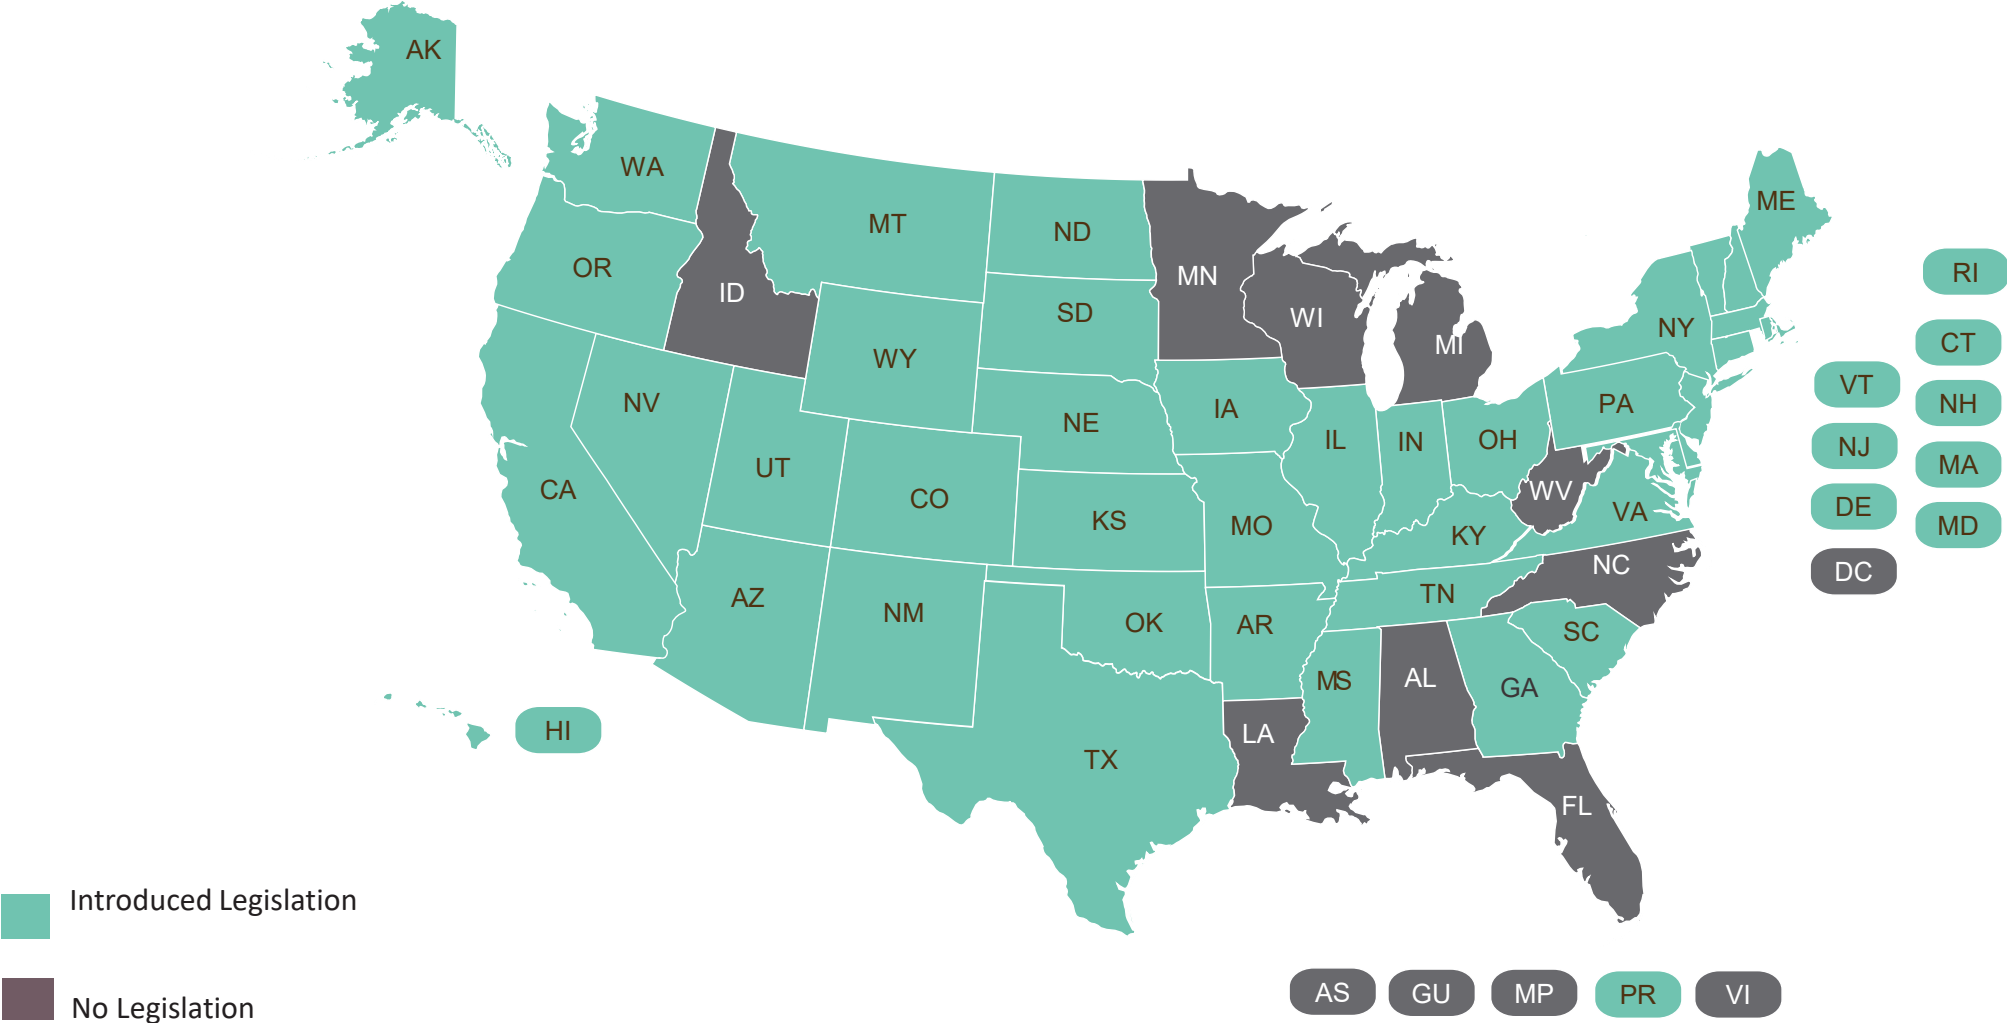 AK
WA
MT
ND
ME
OR
ID
MN
RI
SD
WI
NY
MI
CT
WY
VT
NV
IA
PA
NH
NE
IL
IN
OH
NJ
UT
MA
CA
CO
WV
DE
KS
MO
VA
MD
KY
NC
DC
AZ
TN
NM
OK
AR
SC
MS
AL
GA
HI
LA
TX
FL
Introduced Legislation
No Legislation
AS
GU
MP
PR
VI